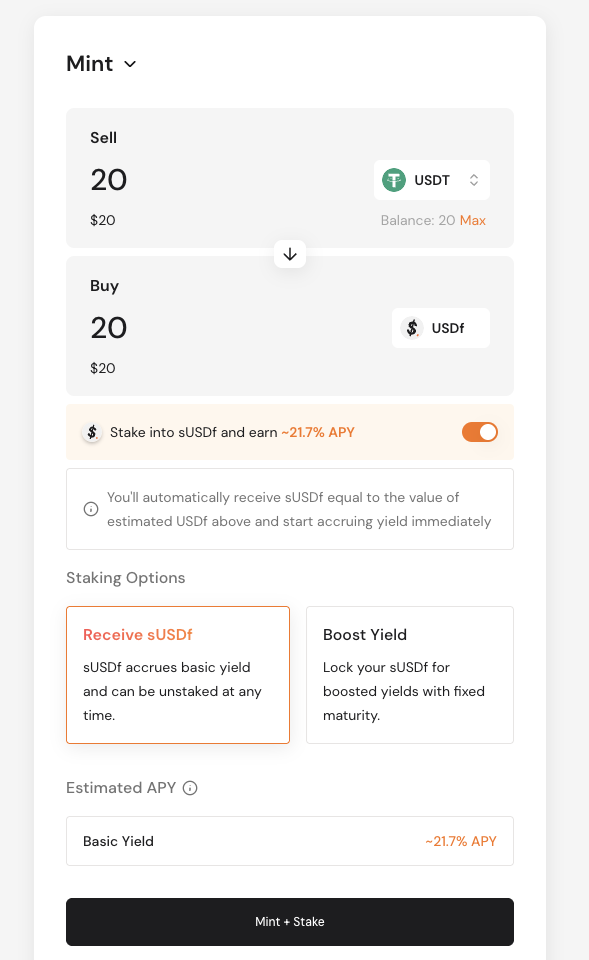 Mint
Sell
20
USDT
$20
Balance: 20 Max
Buy
20
USDf
$20
Stake into sUSDf and earn ~21.7% APY
You'll automatically receive sUSDf equal to the value of
estimated USDf above and start accruing yield immediately
Staking Options
Receive sUSDf
sUSDf accrues basic yield
and can be unstaked at any
time.
Boost Yield
Lock your sUSDf for
boosted yields with fixed
maturity.
Estimated APY
Basic Yield
~21.7% APY
Mint + Stake